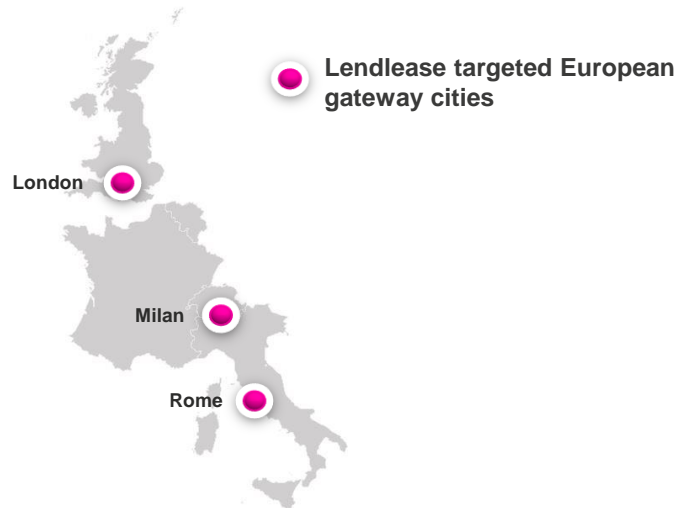 Lendlease targeted European
gateway cities
London
Milan
Rome